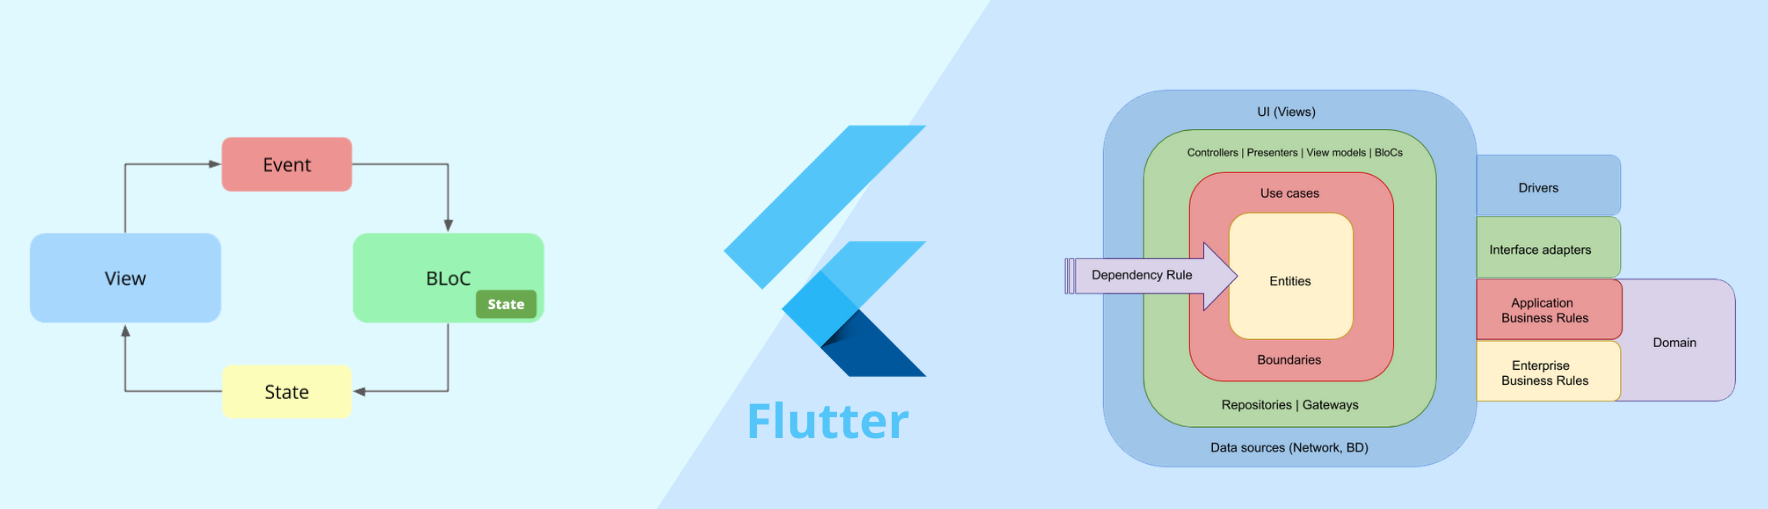 Event
View
BLoC
State
State
Flutter
UI (Views)
Controllers | Presenters | View models | BloCs
Use cases
Dependency Rule
Entities
Boundaries
Repositories | Gateways
Data sources (Network, BD)
Drivers
Interface adapters
Application
Business Rules
Enterprise
Business Rules
Domain